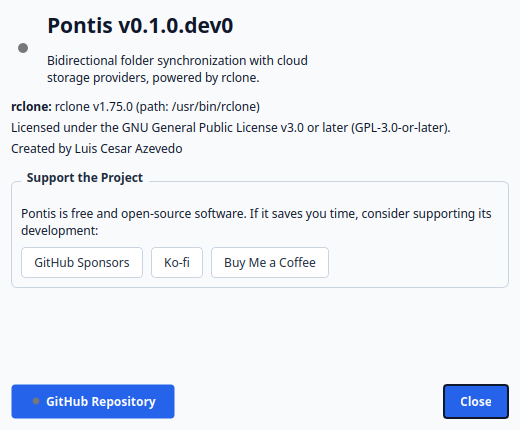 Pontis v0.1.0.dev0
Bidirectional folder synchronization with cloud
storage providers, powered by rclone.
rclone: rclone v1.75.0 (path: /usr/bin/rclone)
Licensed under the GNU General Public License v3.0 or later (GPL-3.0-or-later).
Created by Luis Cesar Azevedo
Support the Project
Pontis is free and open-source software. If it saves you time, consider supporting its
development:
GitHub Sponsors
Ko-fi
Buy Me a Coffee
GitHub Repository
Close